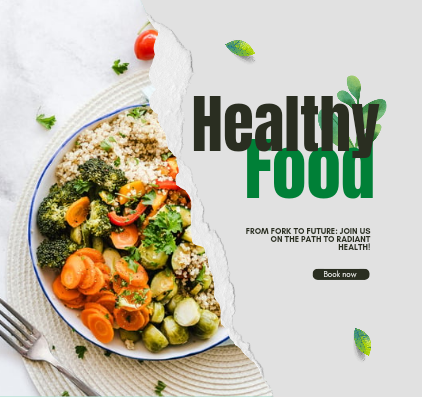 Healthy
Food
FROM FORK TO FUTURE: JOIN US
ON THE PATH TO RADIANT
HEALTH!
Book now